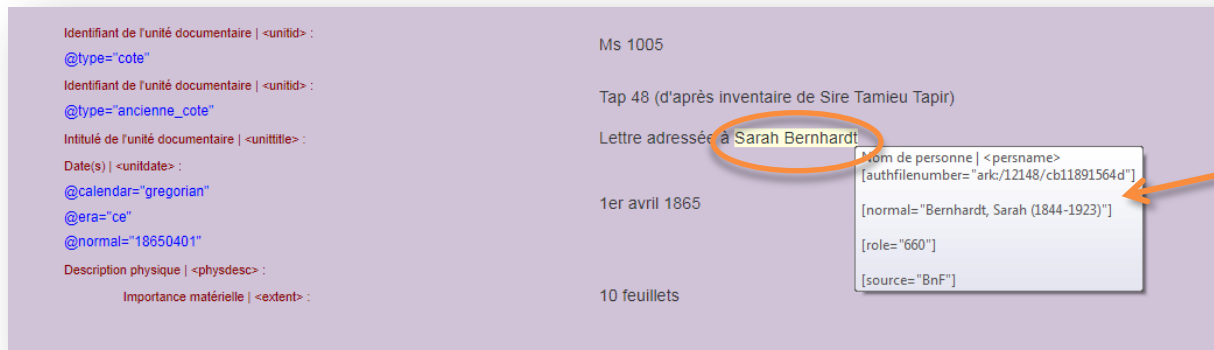 Identifiant de l'unité documentaire | <unitid> :
Ms 1005
@type="cote"
Identifiant de l'unité documentaire | <unitid> :
@type="ancienne_cote"
Tap 48 (d'après inventaire de Sire Tamieu Tapir)
Intitulé de l'unité documentaire | <unittitle> :
Lettre adressée à Sarah Bernhardt
Nom de personne | <persname>
[authfilenumber="ark:/12148/cb11891564d"]
[normal="Bernhardt, Sarah (1844-1923)"]
[role="660"]
[source="BnF"]
Date(s) | <unitdate> :
@calendar="gregorian"
@era="ce"
@normal="18650401"
1er avril 1865
Description physique | <physdesc> :
Importance matérielle | <extent> :
10 feuillets